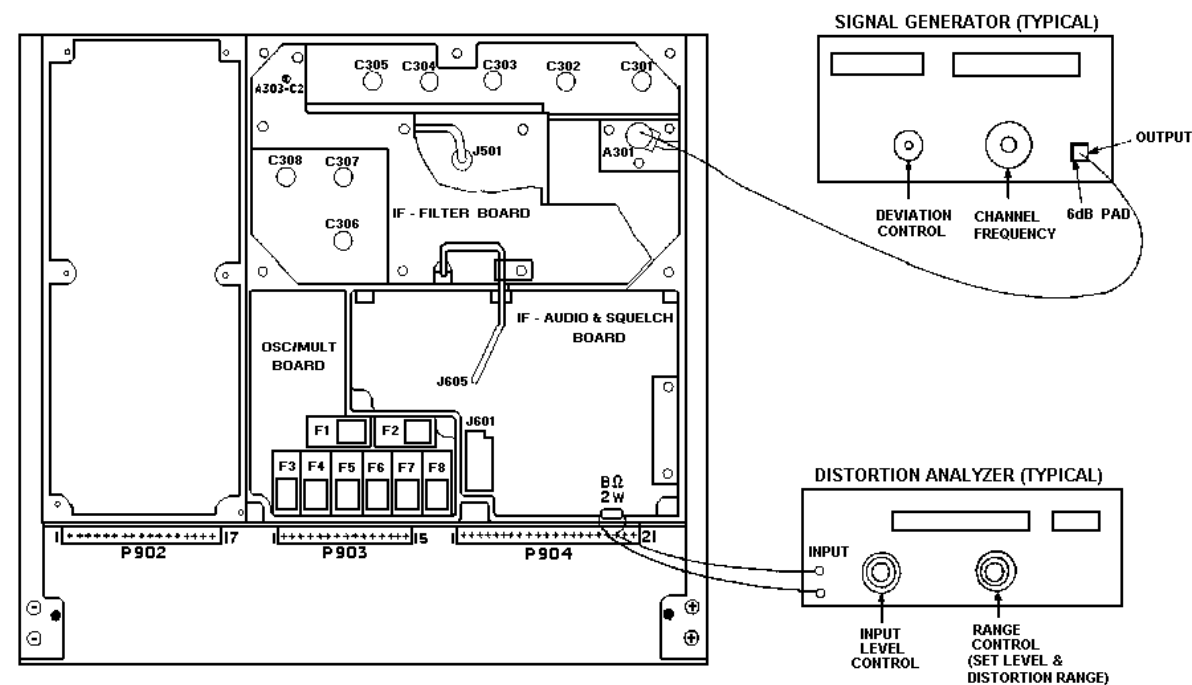 SIGNAL GENERATOR (TYPICAL)
C305 C304 C303 C302 C301
A303-C2
J501
A301
OUTPUT
C308 C307
C306
IF - FILTER BOARD
DEVIATION
CONTROL
CHANNEL
FREQUENCY
6dB PAD
OSC/MULT
BOARD
IF - AUDIO & SQUELCH
BOARD
J605
J601
F1 F2
F3 F4 F5 F6 F7 F8
8Ω
2W
DISTORTION ANALYZER (TYPICAL)
1 17
P902
1 15
P903
1 21
P904
INPUT
INPUT
LEVEL
CONTROL
RANGE
CONTROL
(SET LEVEL &
DISTORTION RANGE)